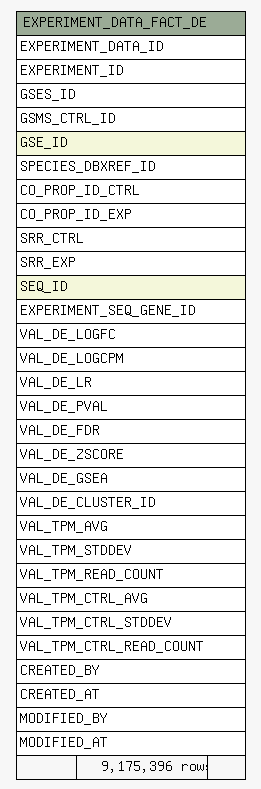 EXPERIMENT_DATA_FACT_DE
EXPERIMENT_DATA_ID
EXPERIMENT_ID
GSES_ID
GSMS_CTRL_ID
GSE_ID
SPECIES_DBXREF_ID
CO_PROP_ID_CTRL
CO_PROP_ID_EXP
SRR_CTRL
SRR_EXP
SEQ_ID
EXPERIMENT_SEQ_GENE_ID
VAL_DE_LOGFC
VAL_DE_LOGCPM
VAL_DE_LR
VAL_DE_PVAL
VAL_DE_FDR
VAL_DE_ZSCORE
VAL_DE_GSEA
VAL_DE_CLUSTER_ID
VAL_TPM_AVG
VAL_TPM_STDDEV
VAL_TPM_READ_COUNT
VAL_TPM_CTRL_AVG
VAL_TPM_CTRL_STDDEV
VAL_TPM_CTRL_READ_COUNT
CREATED_BY
CREATED_AT
MODIFIED_BY
MODIFIED_AT
9,175,396 rows